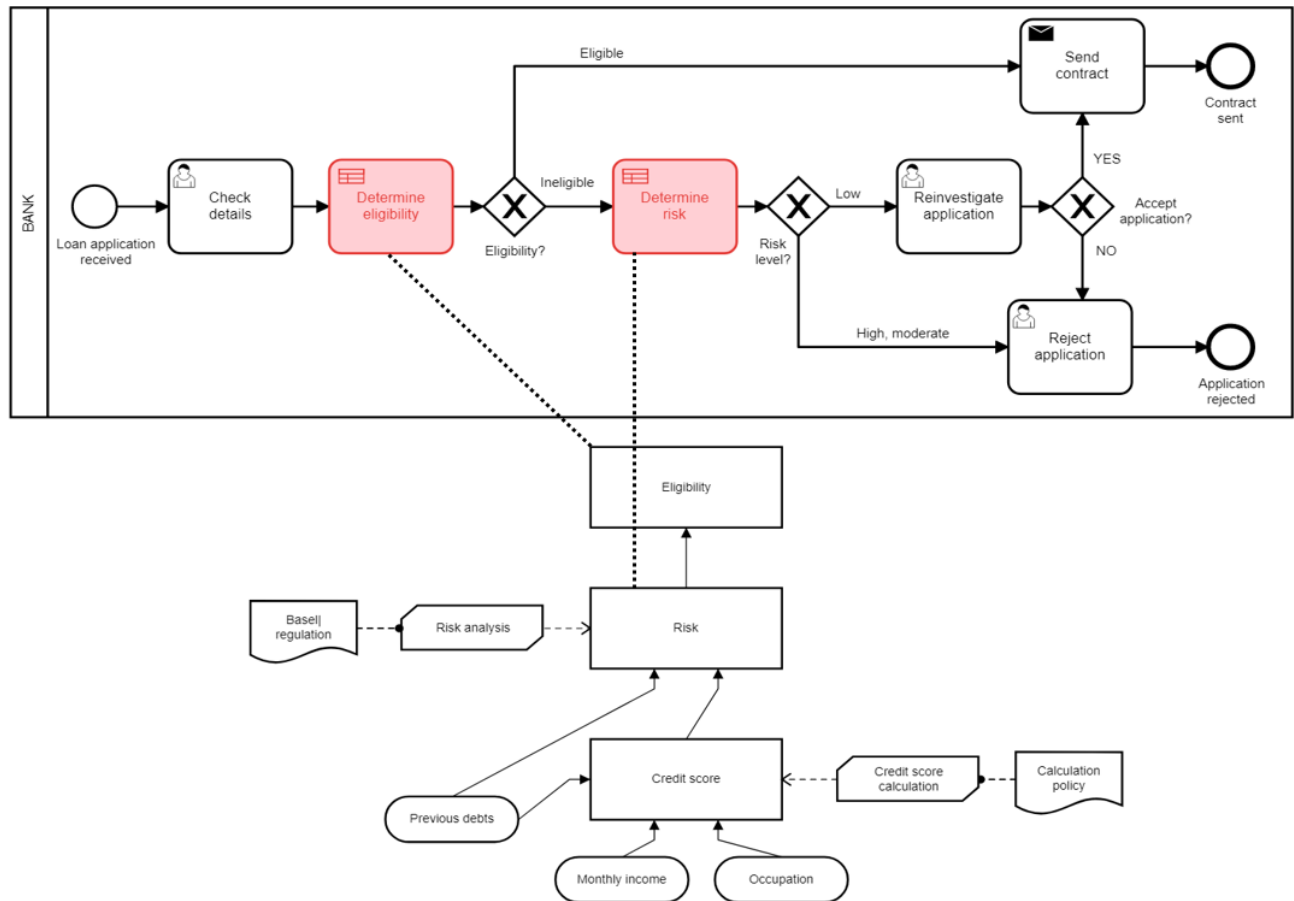 BANK
Loan application
received
Check
details
Determine
eligibility
Eligibility?
Eligible
Ineligible
Determine
risk
Risk
level?
Low
High, moderate
Reinvestigate
application
Accept
application?
YES
NO
Send
contract
Contract
sent
Reject
application
Application
rejected
Eligibility
Basel|
regulation
Risk analysis
Risk
Credit score
Credit score
calculation
Calculation
policy
Previous debts
Monthly income
Occupation